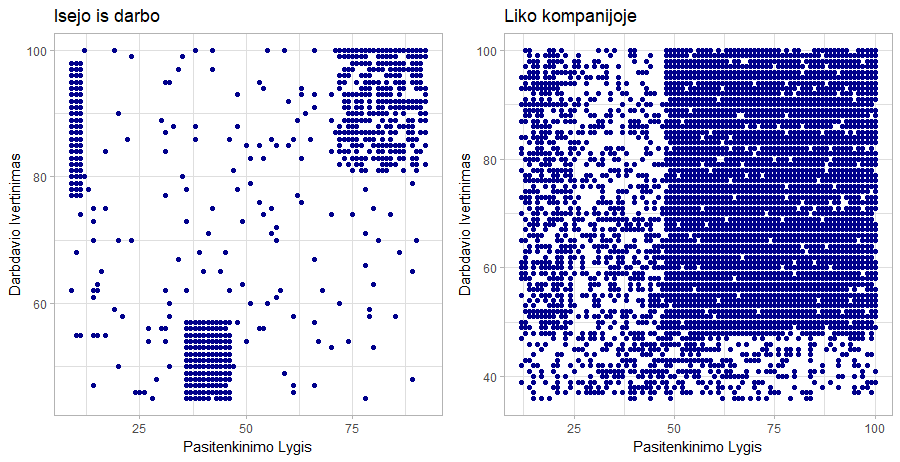 Isejo is darbo
100
80
60
Darbdavio Ivertinimas
25
50
75
Pasitenkinimo Lygis
Liko kompanijoje
100
80
60
40
Darbdavio Ivertinimas
25
50
75
100
Pasitenkinimo Lygis